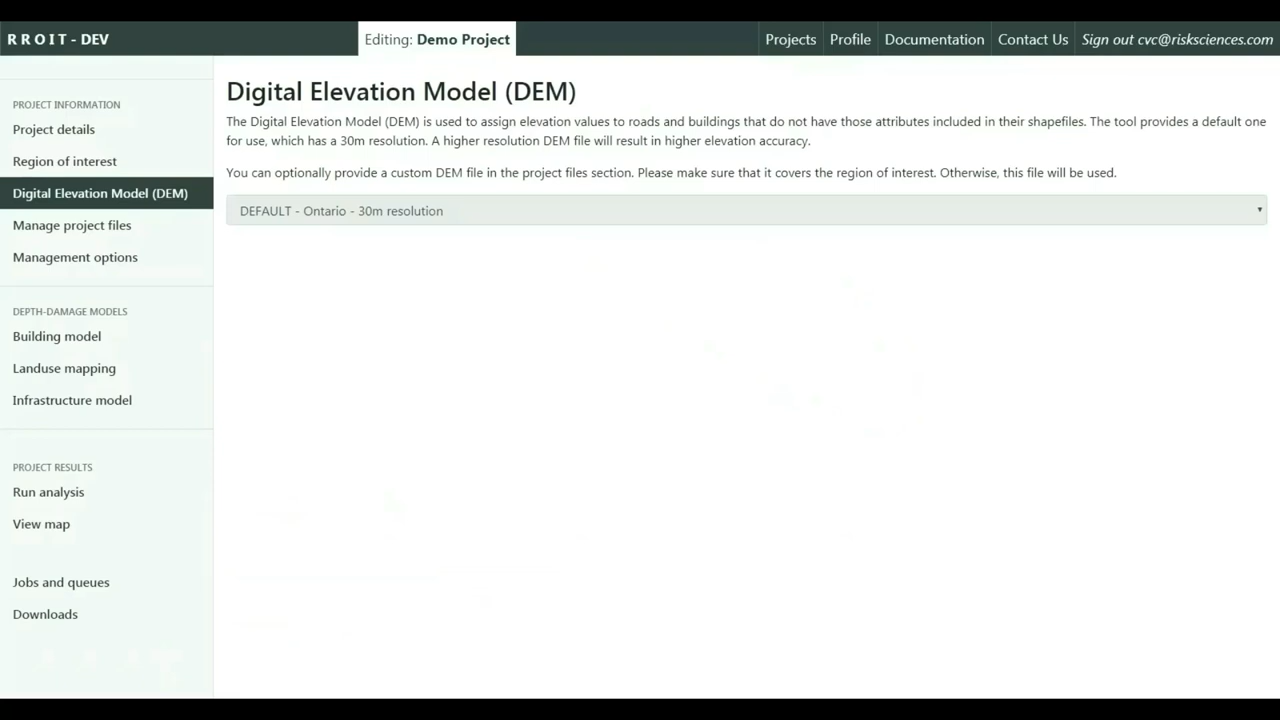 R R O I T - DEV
Editing: Demo Project
Projects
Profile
Documentation
Contact Us
Sign out cvc@risksciences.com
PROJECT INFORMATION
Project details
Region of interest
Digital Elevation Model (DEM)
Manage project files
Management options
DEPTH-DAMAGE MODELS
Building model
Landuse mapping
Infrastructure model
PROJECT RESULTS
Run analysis
View map
Jobs and queues
Downloads
Digital Elevation Model (DEM)
The Digital Elevation Model (DEM) is used to assign elevation values to roads and buildings that do not have those attributes included in their shapefiles. The tool provides a default one
for use, which has a 30m resolution. A higher resolution DEM file will result in higher elevation accuracy.
You can optionally provide a custom DEM file in the project files section. Please make sure that it covers the region of interest. Otherwise, this file will be used.
DEFAULT - Ontario - 30m resolution